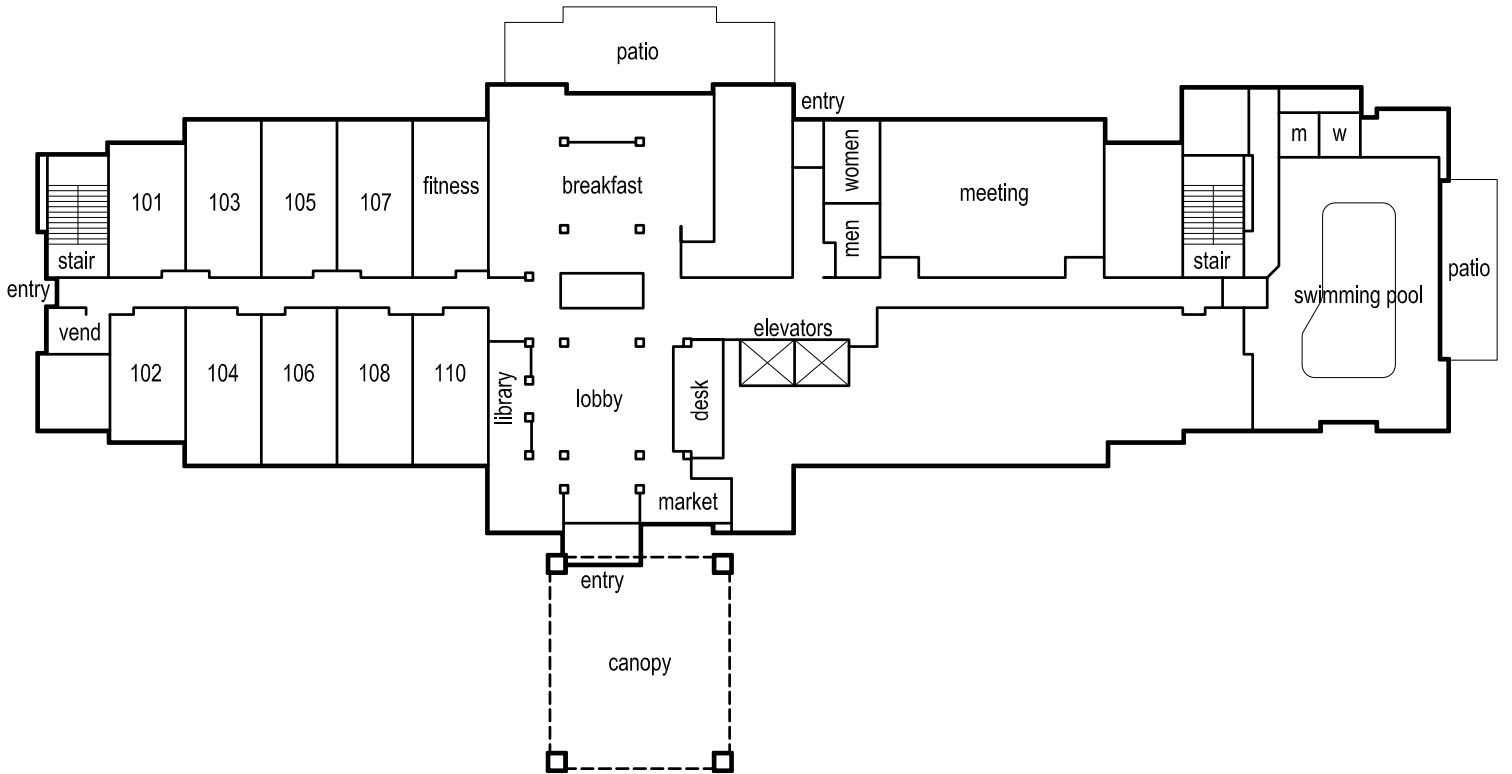 patio
entry
m
w
women
fitness
breakfast
meeting
101
103
105
107
men
stair
stair
patio
entry
swimming pool
vend
elevators
102
104
106
108
110
library
lobby
desk
market
entry
canopy